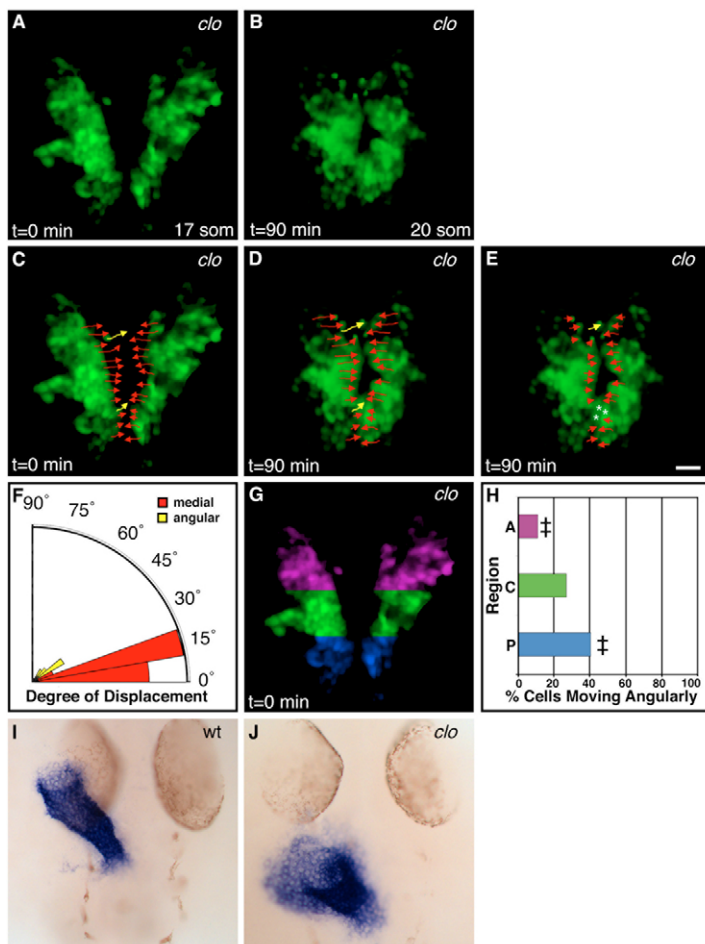 A clo
t=0 min 17 som
B clo
t=90 min 20 som
C clo
t=0 min
D clo
t=90 min
E clo
* * *
t=90 min
F 90° 75° 60° 45° 30° 15° 0°
medial
angular
Degree of Displacement
G clo
t=0 min
H
Region
A ‡
C
P ‡
0 20 40 60 80 100
% Cells Moving Angularly
I wt
J clo